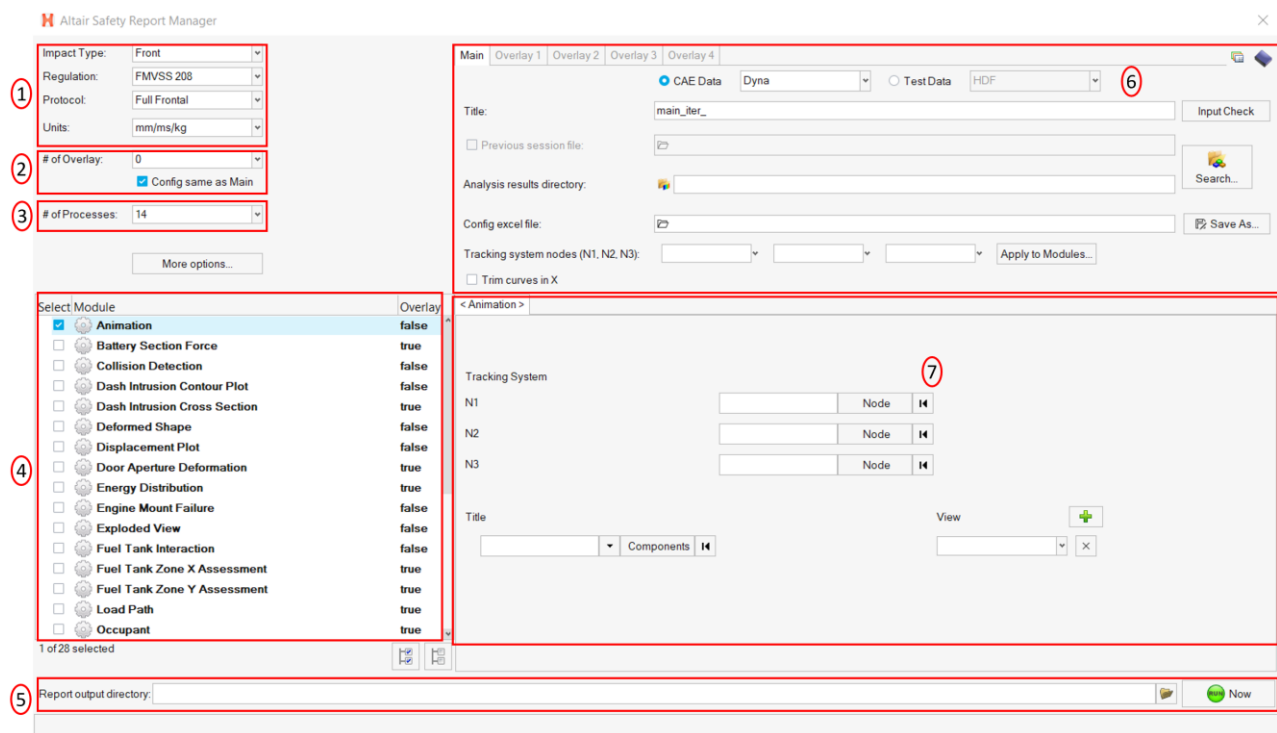 Altair Safety Report Manager
1
Impact Type: Front
Regulation: FMVSS 208
Protocol: Full Frontal
Units: mm/ms/kg
2
# of Overlay: 0
Config same as Main
3
# of Processes: 14
More options...
Main Overlay 1 Overlay 2 Overlay 3 Overlay 4
CAE Data Dyna Test Data HDF
6
Title: main_iter_ Input Check
Previous session file:
Analysis results directory: Search...
Config excel file: Save As...
Tracking system nodes (N1, N2, N3): Apply to Modules...
Trim curves in X
4
Select Module Overlay
Animation false
Battery Section Force true
Collision Detection false
Dash Intrusion Contour Plot false
Dash Intrusion Cross Section true
Deformed Shape false
Displacement Plot false
Door Aperture Deformation true
Energy Distribution true
Engine Mount Failure false
Exploded View false
Fuel Tank Interaction false
Fuel Tank Zone X Assessment true
Fuel Tank Zone Y Assessment true
Load Path true
Occupant true
1 of 28 selected
< Animation >
7
Tracking System
N1 Node
N2 Node
N3 Node
Title View
Components
5
Report output directory: RUN Now